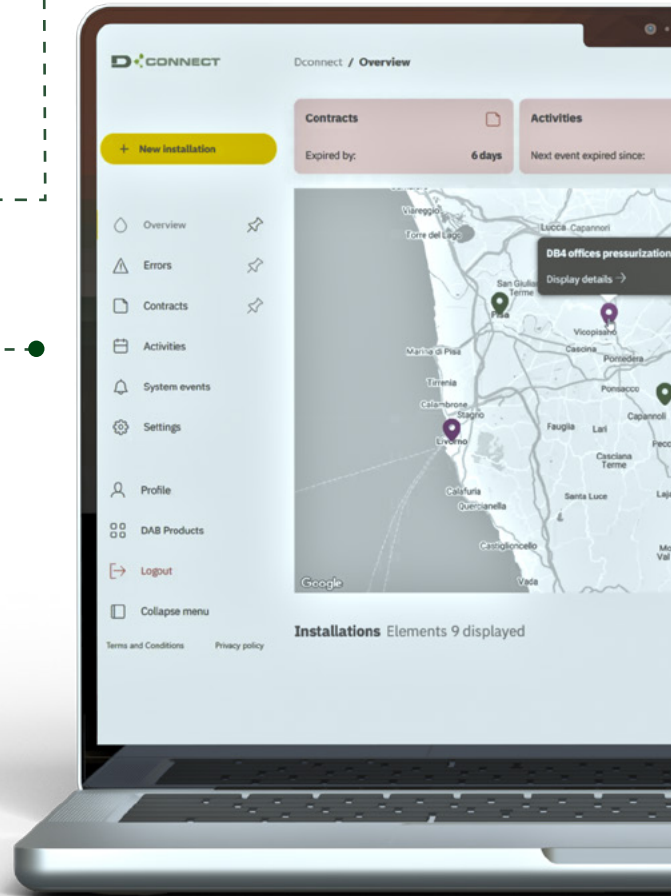 D CONNECT
Dconnect / Overview
+ New installation
Overview
Errors
Contracts
Activities
System events
Settings
Profile
DAB Products
Logout
Collapse menu
Terms and Conditions Privacy policy
Contracts
Expired by: 6 days
Activities
Next event expired since:
Viareggio
Torre del Lago
Lucca Capannori
DB4 offices pressurization
Display details →
San Giulia
Terme
Pisa
Vicopisano
Cascina
Pontedera
Marina di Pisa
Tirrenia
Ponsacco
Calambrone
Stagno
Capannoli
Livorno
Fauglia
Lari
Casciana
Terme
Calafuria
Quercianella
Santa Luce
Castiglioncello
Vada
Google
Installations Elements 9 displayed